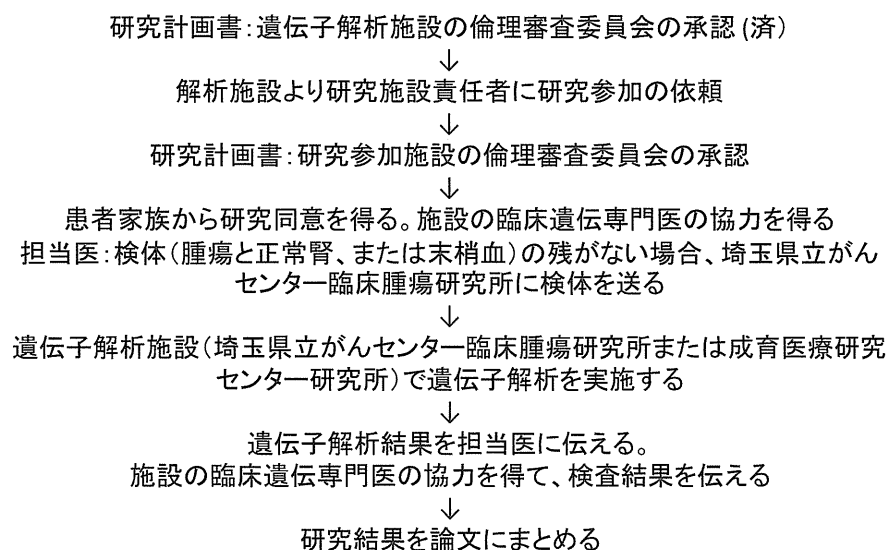 研究計画書：遺伝子解析施設の倫理審査委員会の承認(済)
↓
解析施設より研究施設責任者に研究参加の依頼
↓
研究計画書：研究参加施設の倫理審査委員会の承認
↓
患者家族から研究同意を得る。施設の臨床遺伝専門医の協力を得る
担当医：検体（腫瘍と正常腎、または末梢血）の残がない場合、埼玉県立がん
センター臨床腫瘍研究所に検体を送る
↓
遺伝子解析施設（埼玉県立がんセンター臨床腫瘍研究所または成育医療研究
センター研究所）で遺伝子解析を実施する
↓
遺伝子解析結果を担当医に伝える。
施設の臨床遺伝専門医の協力を得て、検査結果を伝える
↓
研究結果を論文にまとめる